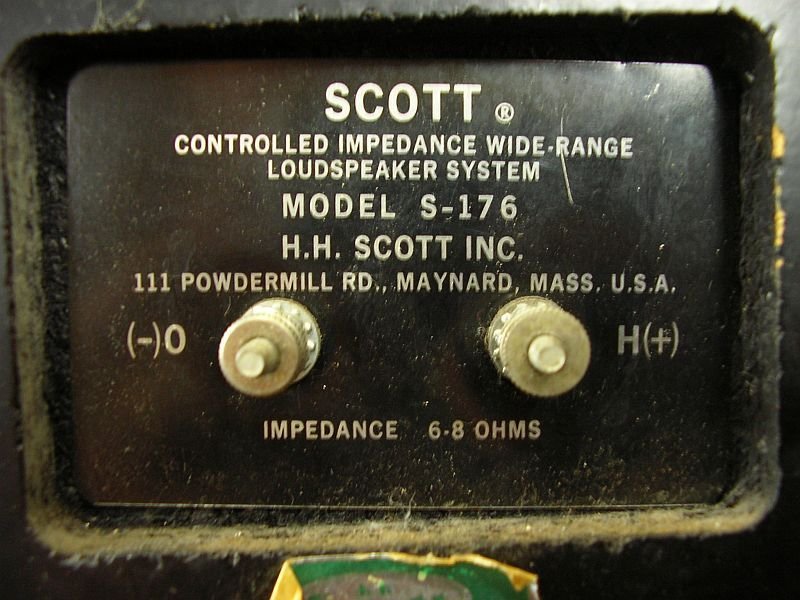 SCOTT ®
CONTROLLED IMPEDANCE WIDE-RANGE
LOUDSPEAKER SYSTEM
MODEL S-176
H.H. SCOTT INC.
111 POWDERMILL RD., MAYNARD, MASS. U.S.A.
(-)O H(+)
IMPEDANCE 6-8 OHMS